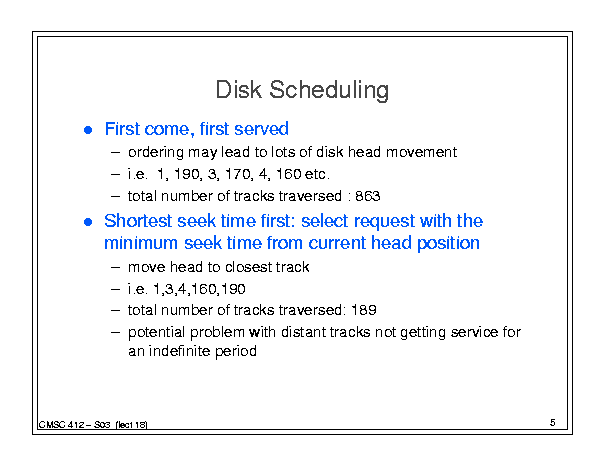 Disk Scheduling
● First come, first served
– ordering may lead to lots of disk head movement
– i.e. 1, 190, 3, 170, 4, 160 etc.
– total number of tracks traversed : 863
● Shortest seek time first: select request with the
minimum seek time from current head position
– move head to closest track
– i.e. 1,3,4,160,190
– total number of tracks traversed: 189
– potential problem with distant tracks not getting service for
an indefinite period
CMSC 412 – S03 (lect 18)
5